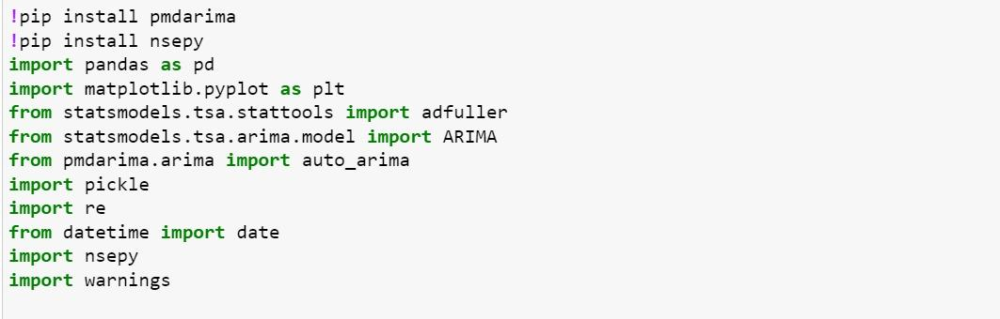 !pip install pmdarima
!pip install nsepy
import pandas as pd
import matplotlib.pyplot as plt
from statsmodels.tsa.stattools import adfuller
from statsmodels.tsa.arima.model import ARIMA
from pmdarima.arima import auto_arima
import pickle
import re
from datetime import date
import nsepy
import warnings